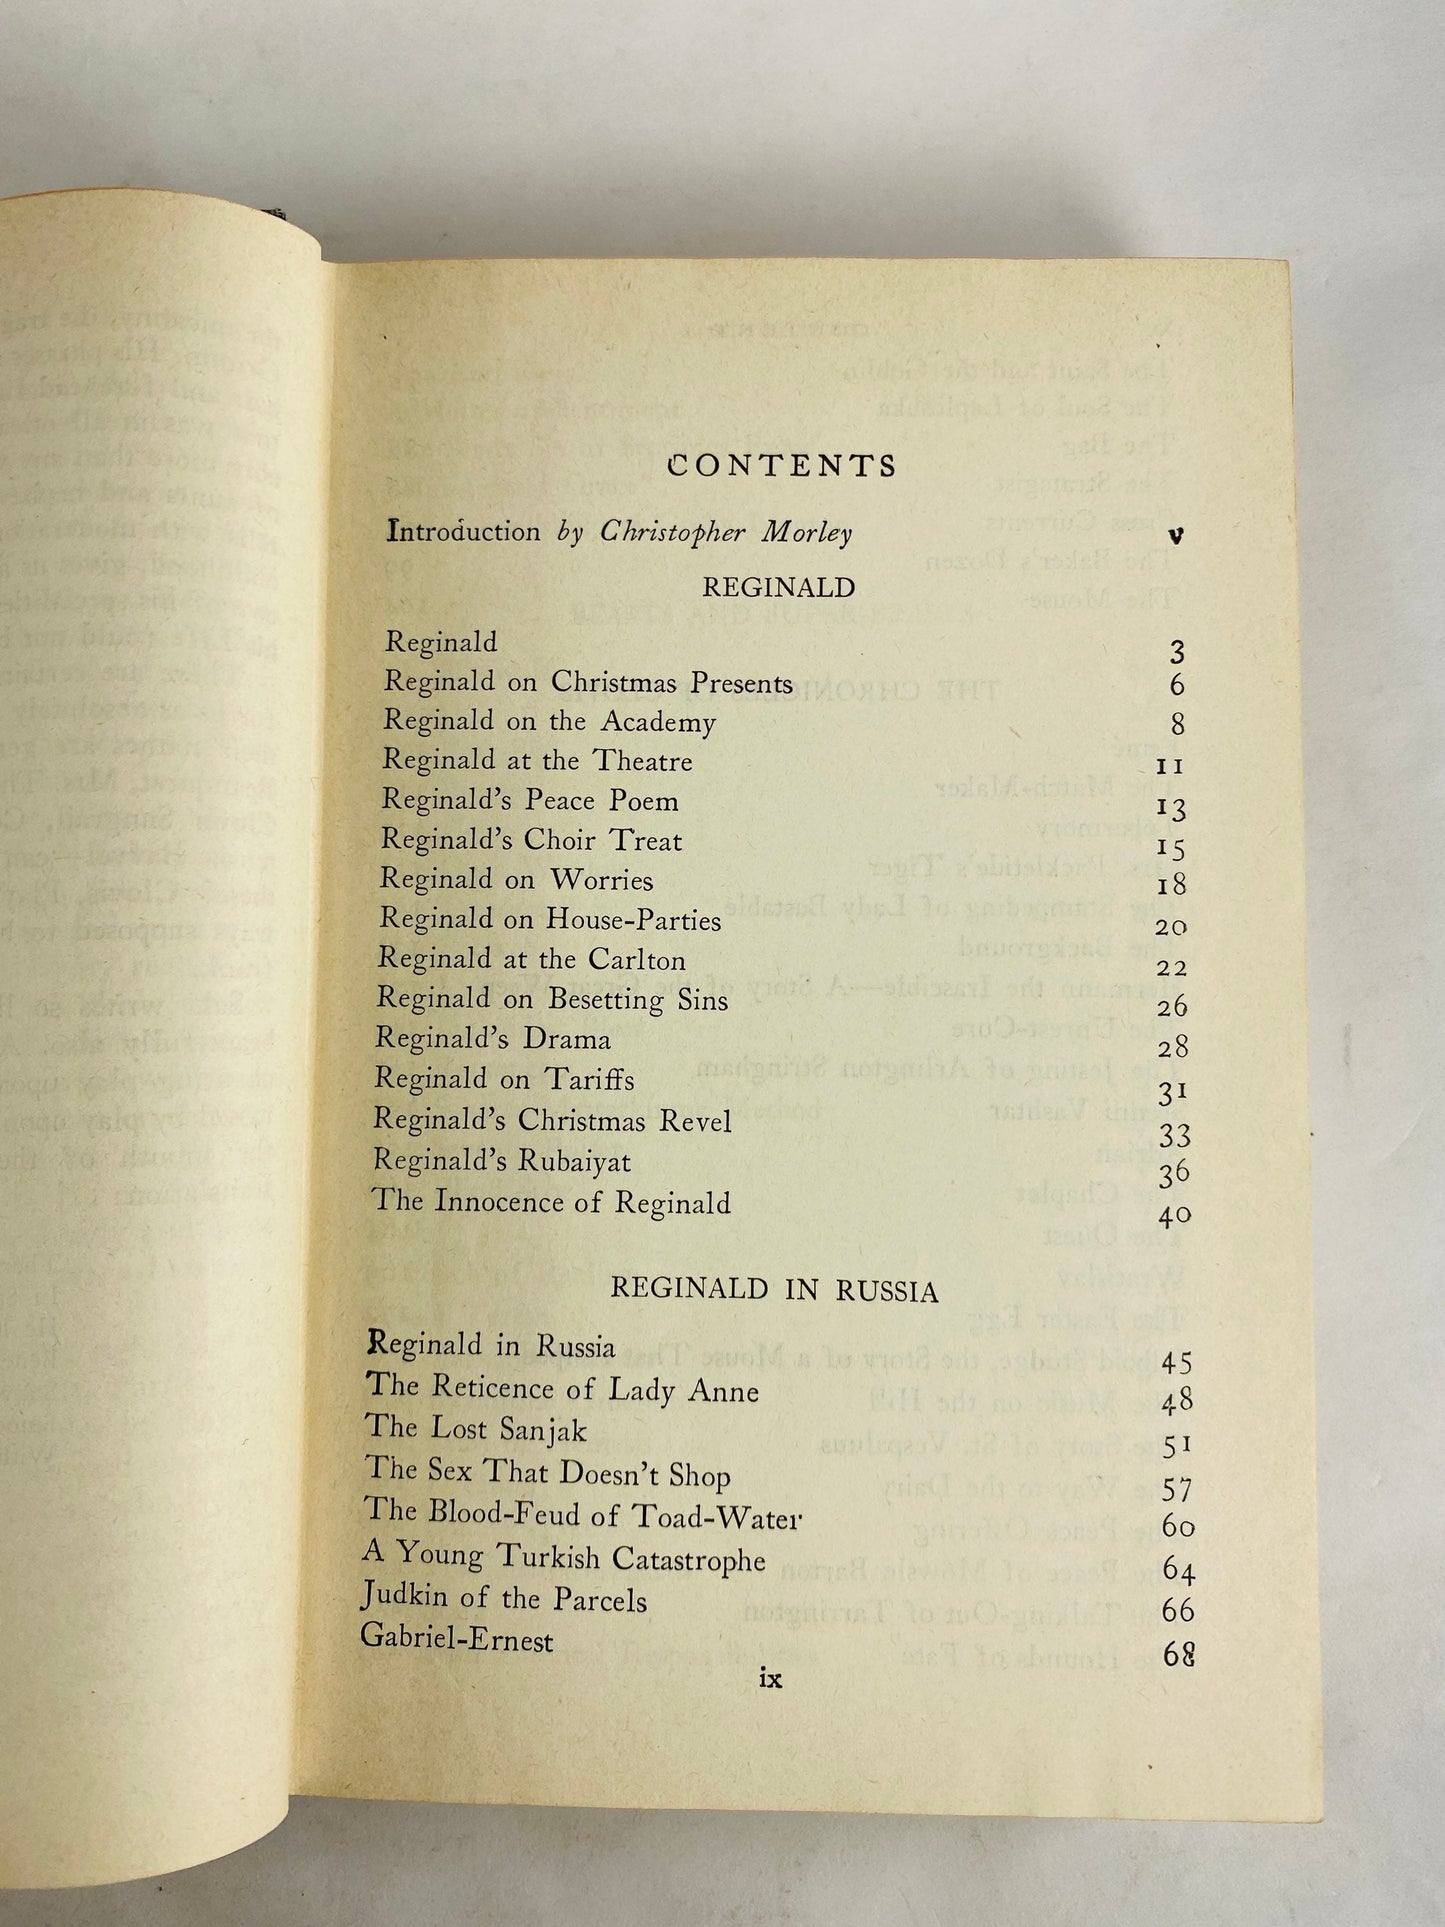 CONTENTS
Introduction by Christopher Morley v
REGINALD
Reginald 3
Reginald on Christmas Presents 6
Reginald on the Academy 8
Reginald at the Theatre 11
Reginald's Peace Poem 13
Reginald's Choir Treat 15
Reginald on Worries 18
Reginald on House-Parties 20
Reginald at the Carlton 22
Reginald on Besetting Sins 26
Reginald's Drama 28
Reginald on Tariffs 31
Reginald's Christmas Revel 33
Reginald's Rubaiyat 36
The Innocence of Reginald 40
REGINALD IN RUSSIA
Reginald in Russia 45
The Reticence of Lady Anne 48
The Lost Sanjak 51
The Sex That Doesn't Shop 57
The Blood-Feud of Toad-Water 60
A Young Turkish Catastrophe 64
Judkin of the Parcels 66
Gabriel-Ernest 68
ix